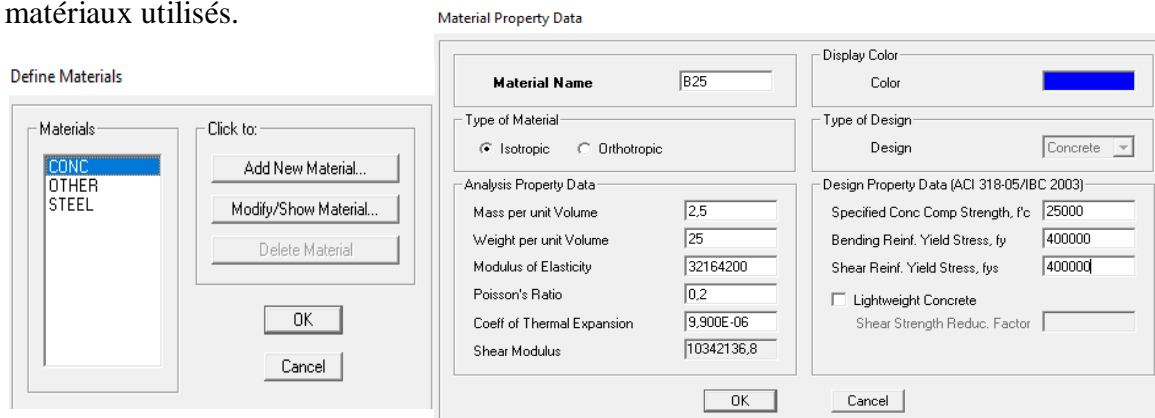 matériaux utilisés.
Define Materials
Materials
CONC
OTHER
STEEL
Click to:
Add New Material...
Modify/Show Material...
Delete Material
OK
Cancel
Material Property Data
Material Name B25
Display Color
Color
Type of Material
Isotropic Orthotropic
Type of Design
Design Concrete
Analysis Property Data
Mass per unit Volume 2,5
Weight per unit Volume 25
Modulus of Elasticity 32164200
Poisson's Ratio 0,2
Coeff of Thermal Expansion 9,900E-06
Shear Modulus 10342136,8
Design Property Data (ACI 318-05/IBC 2003)
Specified Conc Comp Strength, f'c 25000
Bending Reinf. Yield Stress, fy 400000
Shear Reinf. Yield Stress, fys 400000
Lightweight Concrete
Shear Strength Reduc. Factor
OK Cancel